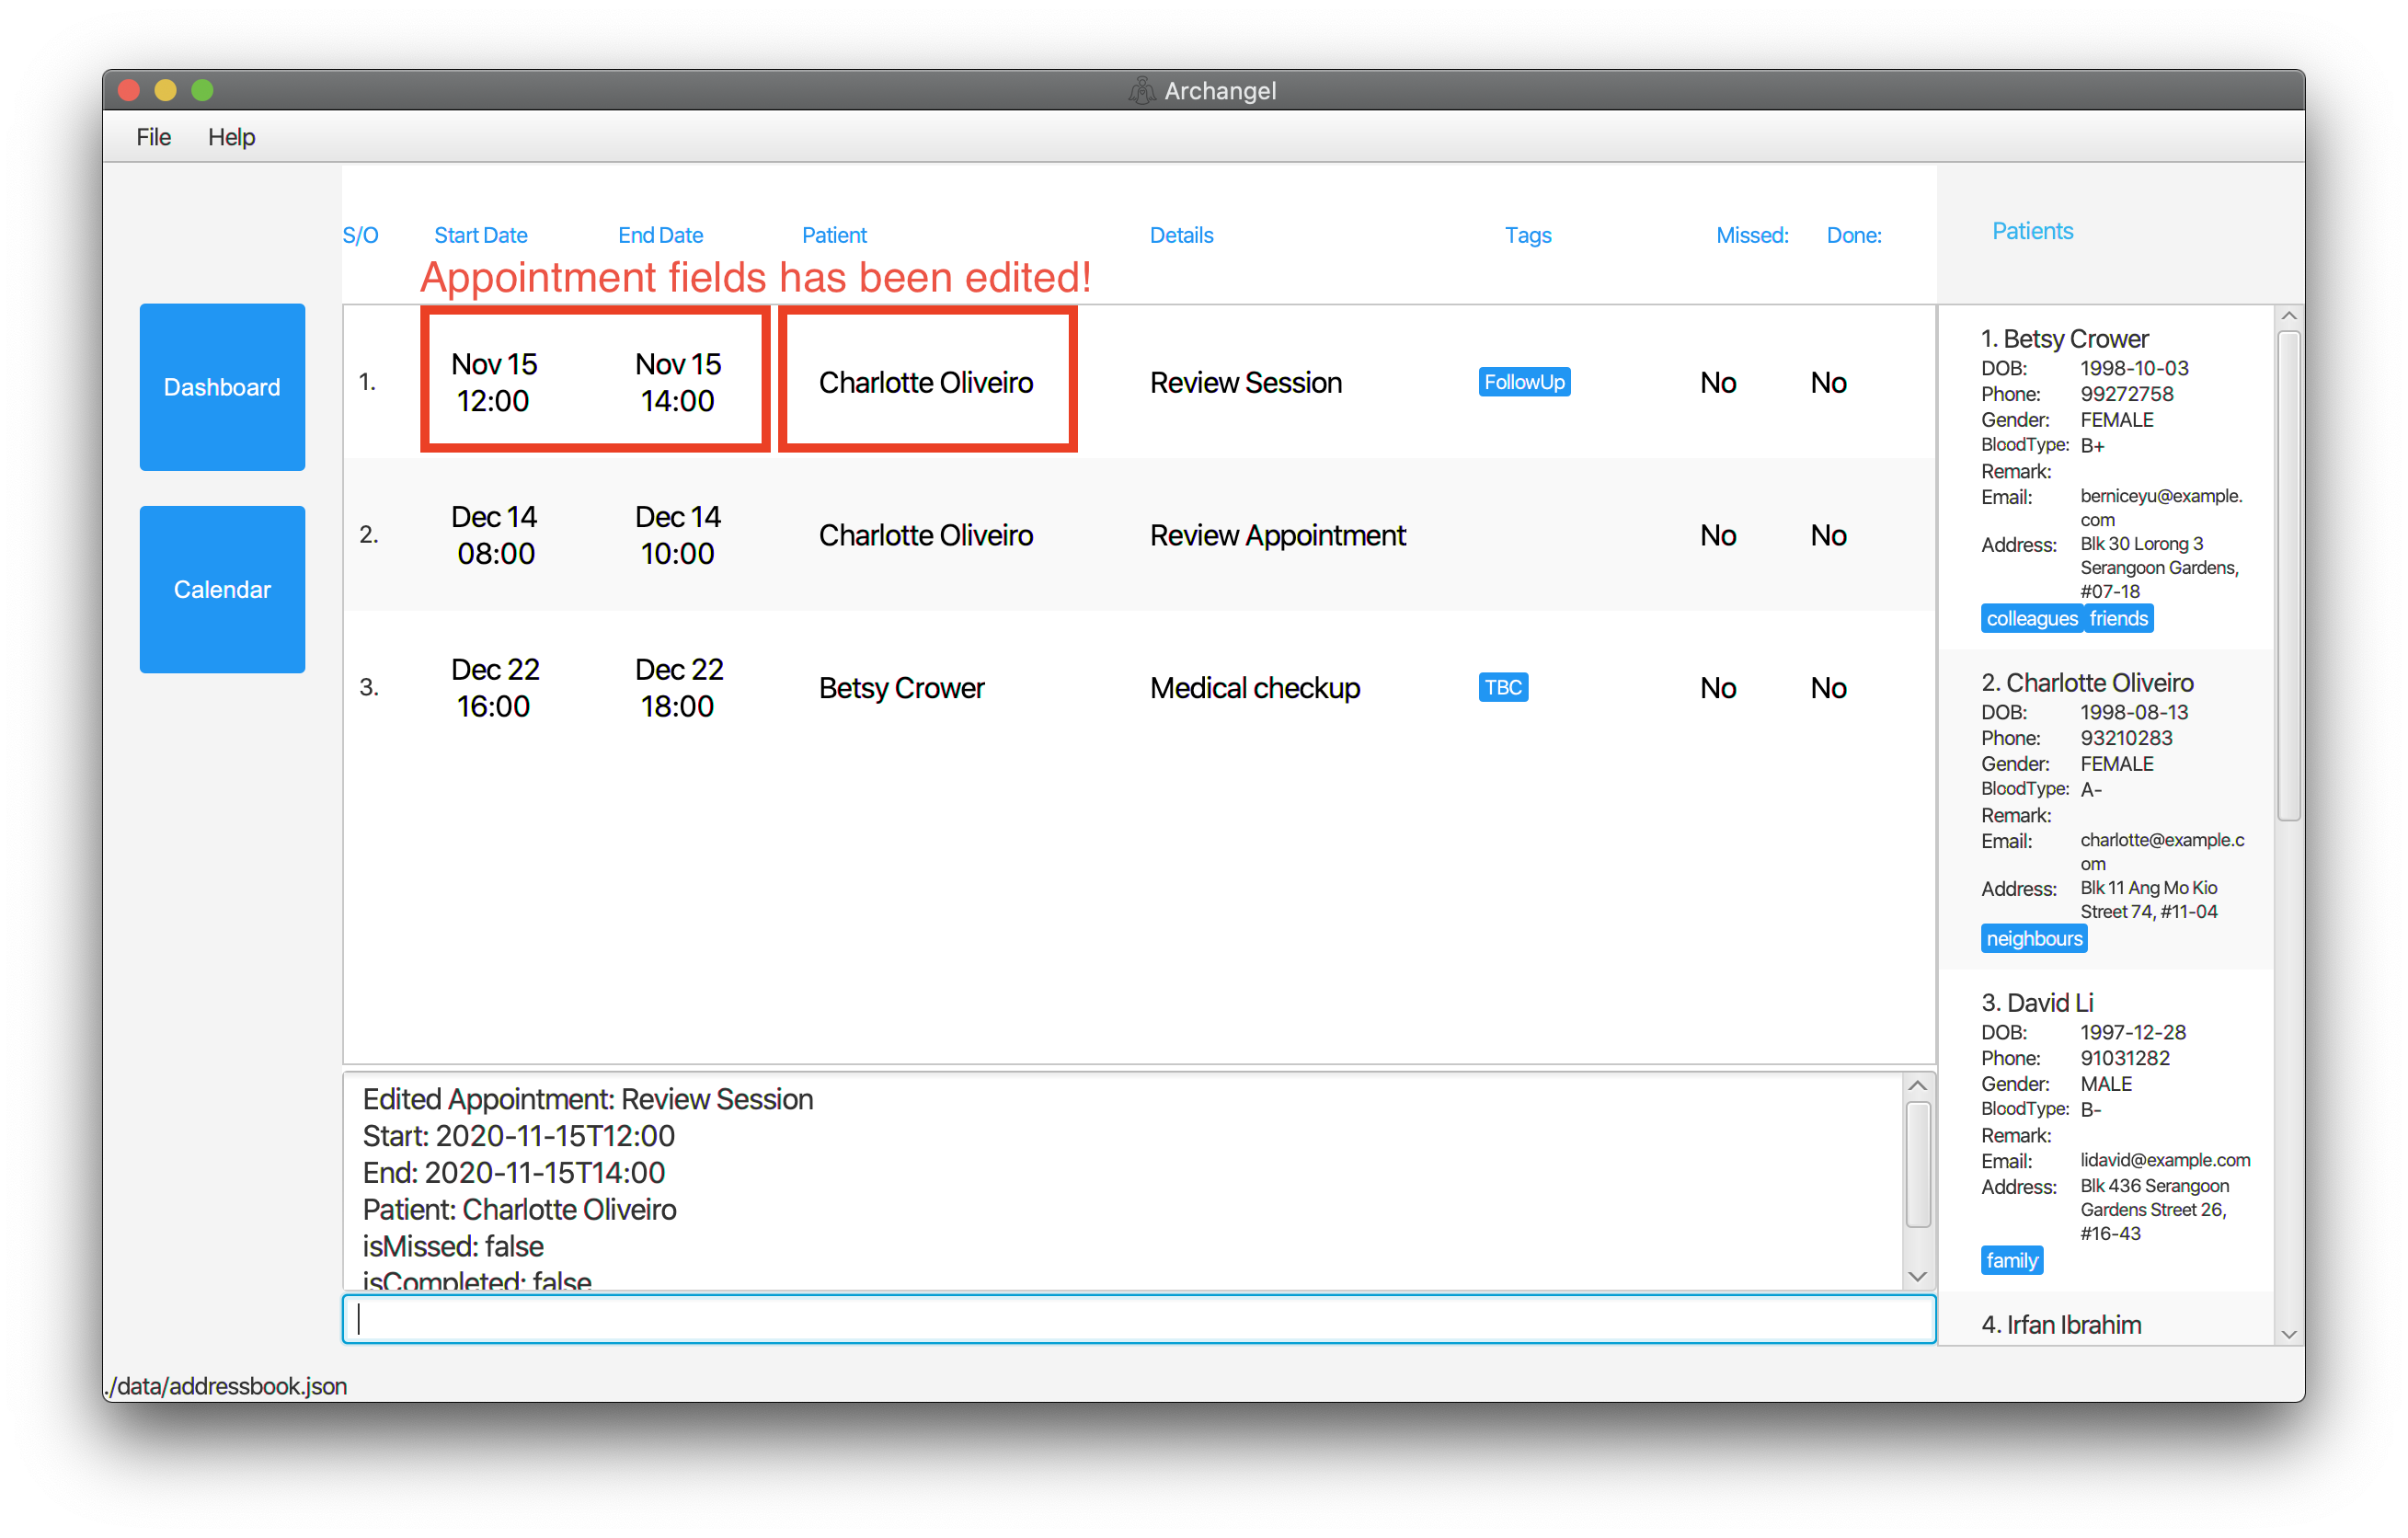 Archangel
File Help
S/O Start Date End Date Patient Details Tags Missed: Done:
Appointment fields has been edited!
Dashboard
Calendar
1. Nov 15 12:00 Nov 15 14:00 Charlotte Oliveiro Review Session FollowUp No No
2. Dec 14 08:00 Dec 14 10:00 Charlotte Oliveiro Review Appointment No No
3. Dec 22 16:00 Dec 22 18:00 Betsy Crower Medical checkup TBC No No
Edited Appointment: Review Session
Start: 2020-11-15T12:00
End: 2020-11-15T14:00
Patient: Charlotte Oliveiro
isMissed: false
isCompleted: false
Patients
1. Betsy Crower
DOB: 1998-10-03
Phone: 99272758
Gender: FEMALE
BloodType: B+
Remark:
Email: berniceyu@example.
com
Address: Blk 30 Lorong 3
Serangoon Gardens,
#07-18
colleagues friends
2. Charlotte Oliveiro
DOB: 1998-08-13
Phone: 93210283
Gender: FEMALE
BloodType: A-
Remark:
Email: charlotte@example.c
om
Address: Blk 11 Ang Mo Kio
Street 74, #11-04
neighbours
3. David Li
DOB: 1997-12-28
Phone: 91031282
Gender: MALE
BloodType: B-
Remark:
Email: lidavid@example.com
Address: Blk 436 Serangoon
Gardens Street 26,
#16-43
family
4. Irfan Ibrahim
./data/addressbook.json